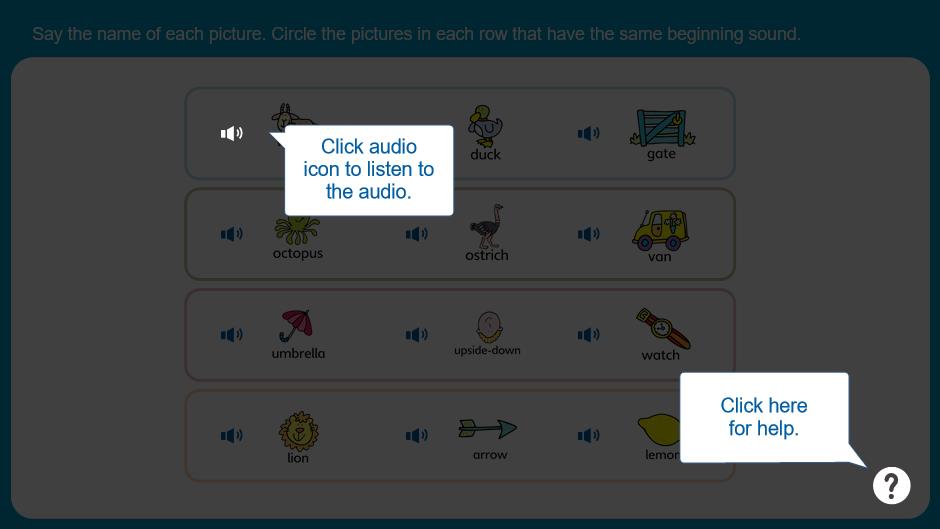 Say the name of each picture. Circle the pictures in each row that have the same beginning sound.
Click audio
icon to listen to
the audio.
duck
gate
octopus
ostrich
van
umbrella
upside-down
watch
Click here
for help.
lion
arrow
lemon
?